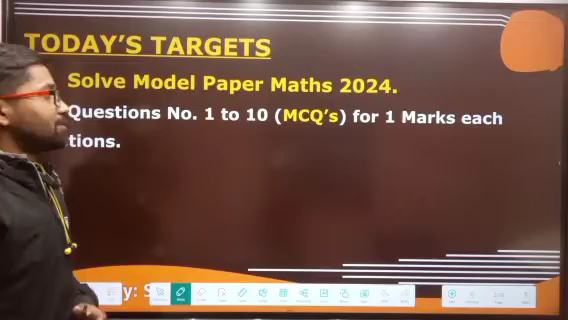 TODAY'S TARGETS
Solve Model Paper Maths 2024.
Questions No. 1 to 10 (MCQ's) for 1 Marks each
tions.
y: S